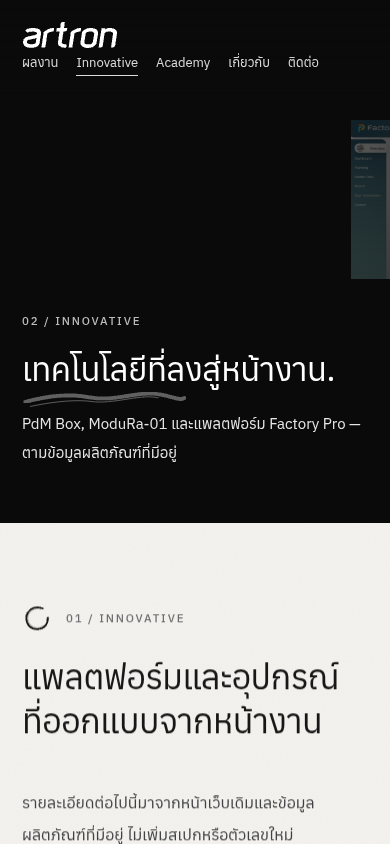 artron
ผลงาน Innovative Academy เกี่ยวกับ ติดต่อ
Facto
02 / INNOVATIVE
เทคโนโลยีที่ลงสู่หน้างาน.
PdM Box, ModuRa-01 และแพลตฟอร์ม Factory Pro —
ตามข้อมูลผลิตภัณฑ์ที่มีอยู่
01 / INNOVATIVE
แพลตฟอร์มและอุปกรณ์
ที่ออกแบบจากหน้างาน
รายละเอียดต่อไปนี้มาจากหน้าเว็บเดิมและข้อมูล
ผลิตภัณฑ์ที่มีอยู่ ไม่เพิ่มสเปกหรือตัวเลขใหม่